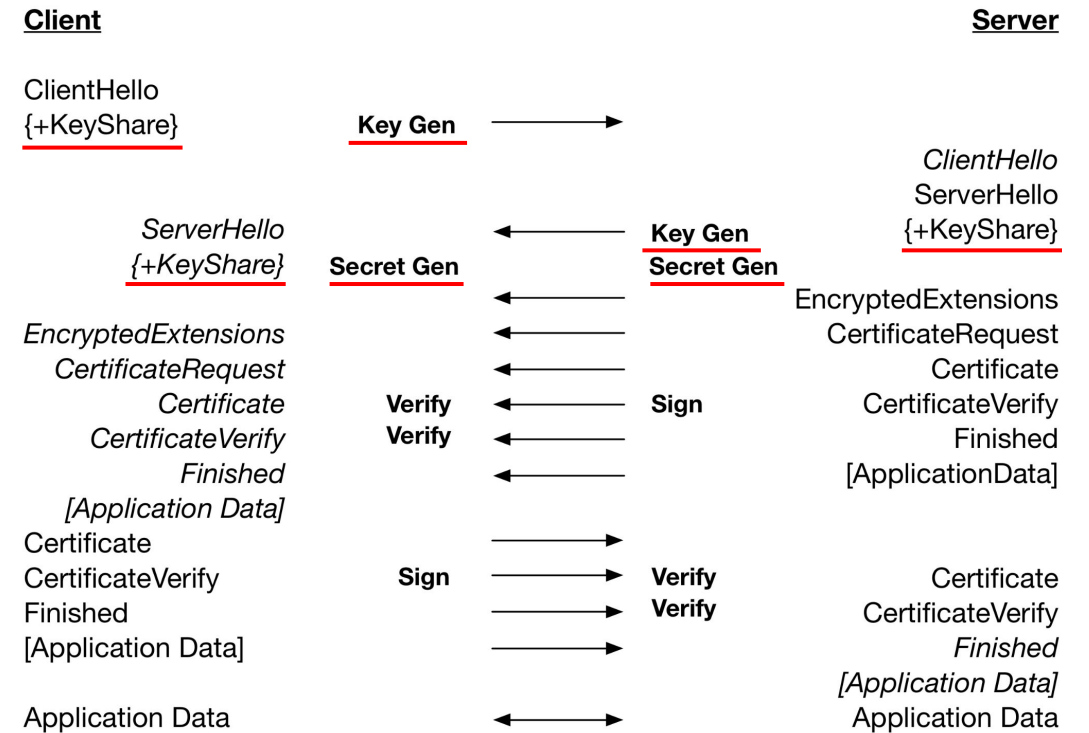 Client Server
ClientHello
{+KeyShare} Key Gen
ClientHello
ServerHello
ServerHello Key Gen {+KeyShare}
{+KeyShare} Secret Gen Secret Gen
EncryptedExtensions
EncryptedExtensions CertificateRequest
CertificateRequest Certificate
Certificate Verify Sign CertificateVerify
CertificateVerify Verify Finished
Finished [ApplicationData]
[Application Data]
Certificate
CertificateVerify Sign Verify Certificate
Finished Verify CertificateVerify
[Application Data] Finished
[Application Data]
Application Data Application Data